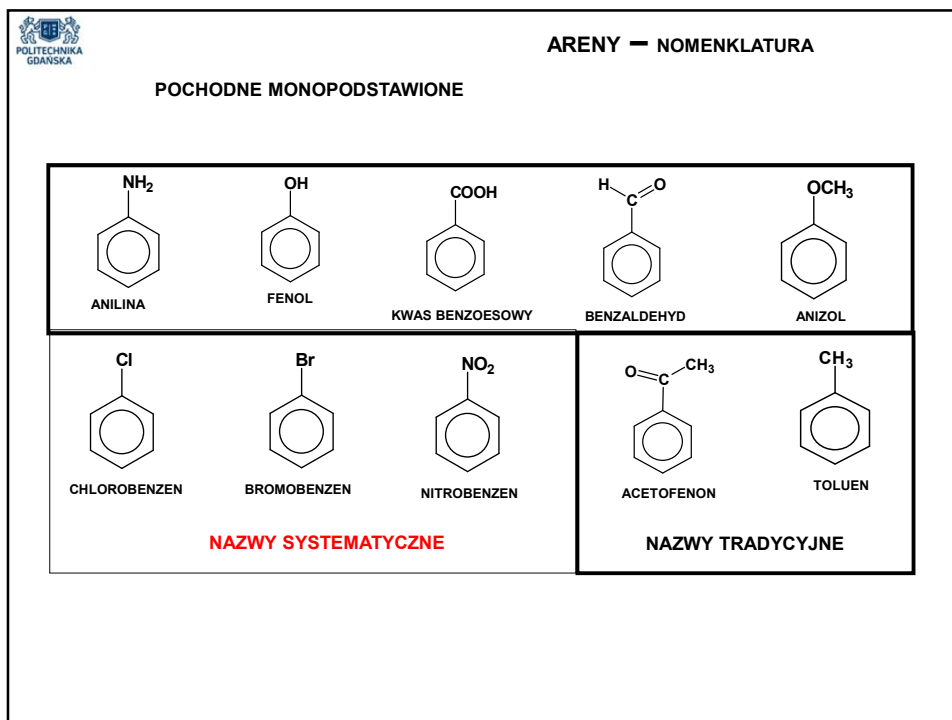 POLITECHNIKA
GDAŃSKA
ARENY – NOMENKLATURA
POCHODNE MONOPODSTAWIONE
NH₂
ANILINA
OH
FENOL
COOH
KWAS BENZOESOWY
H C O
BENZALDEHYD
OCH₃
ANIZOL
Cl
CHLOROBENZEN
Br
BROMOBENZEN
NO₂
NITROBENZEN
O C CH₃
ACETOFENON
CH₃
TOLUEN
NAZWY SYSTEMATYCZNE
NAZWY TRADYCYJNE